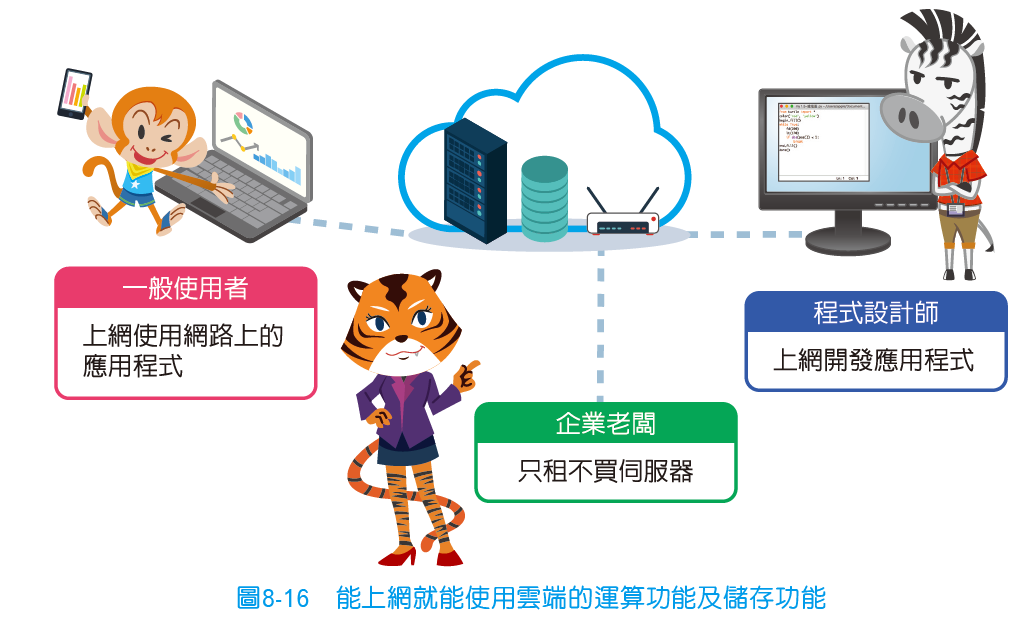 一般使用者
上網使用網路上的
應用程式
程式設計師
上網開發應用程式
企業老闆
只租不買伺服器
圖8-16 能上網就能使用雲端的運算功能及儲存功能